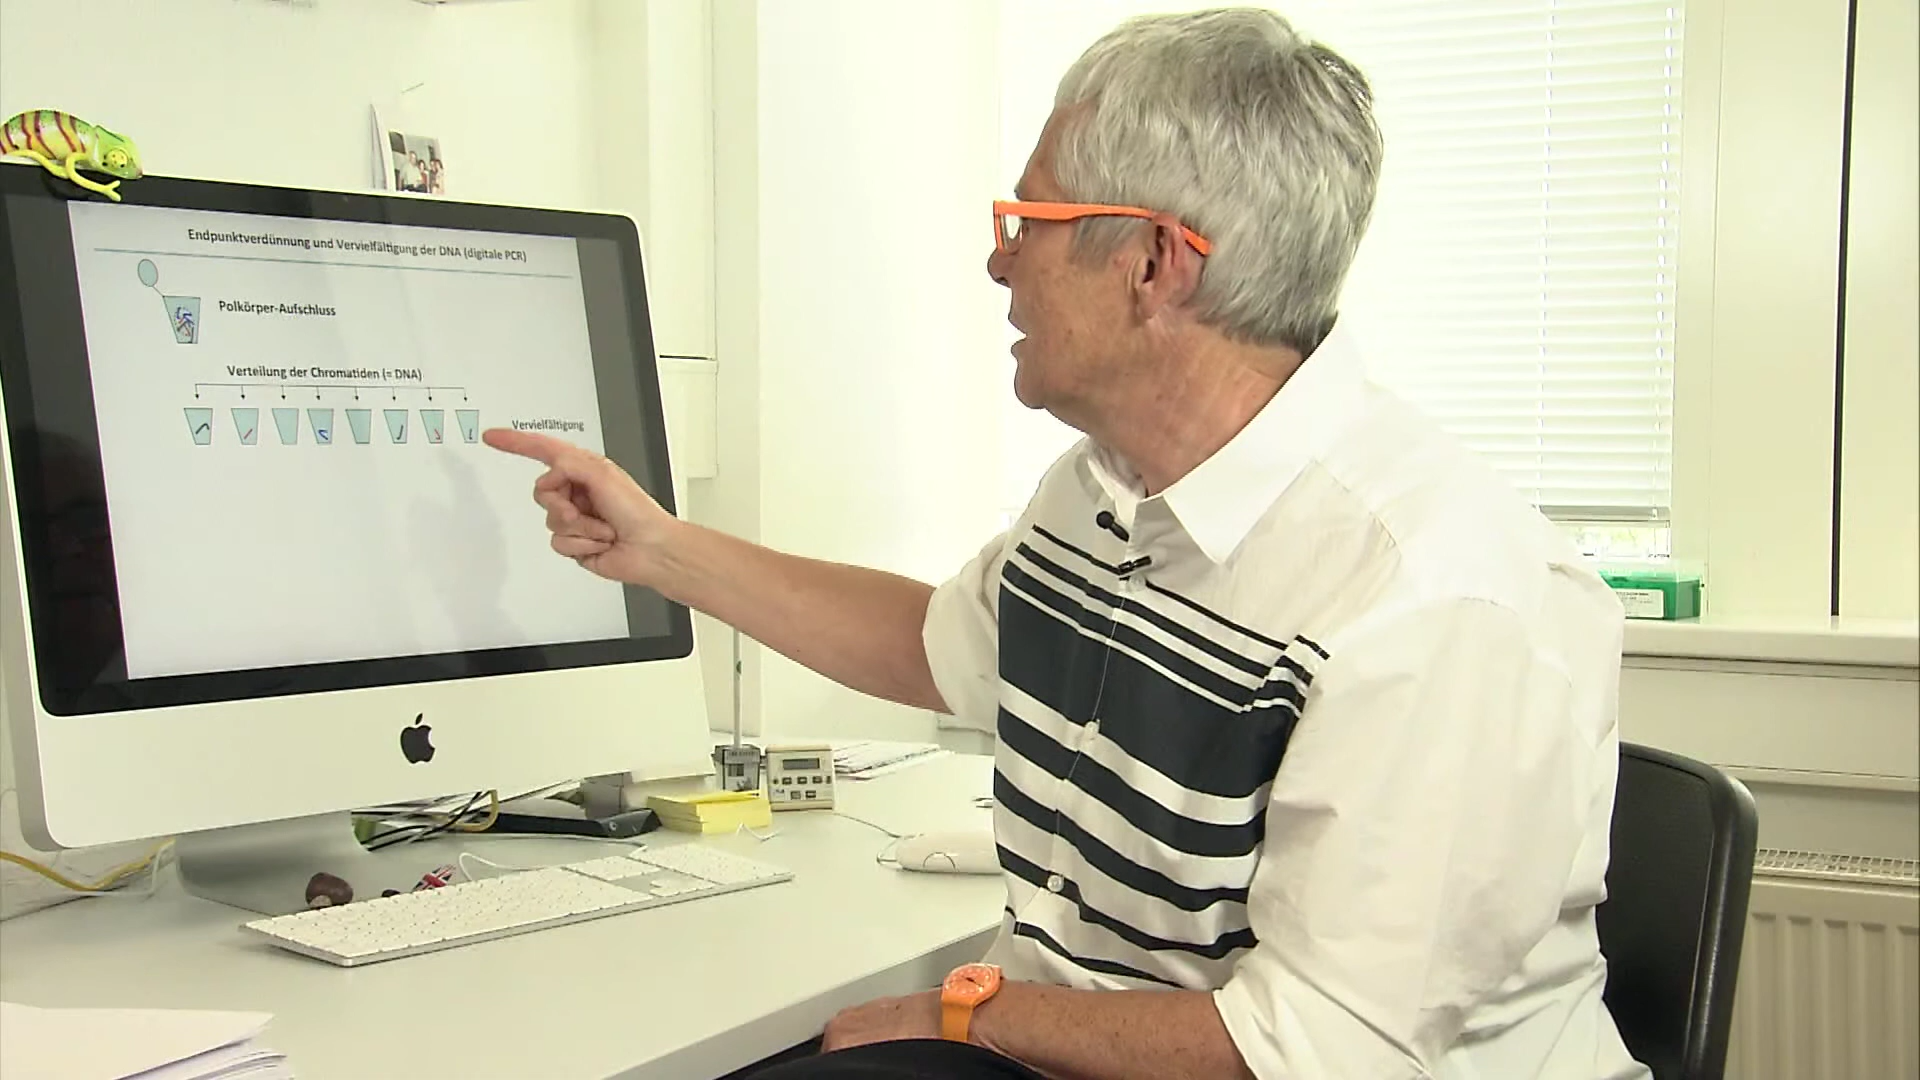 Endpunktverdünnung und Vervielfältigung der DNA (digitale PCR)
Polkörper-Aufschluss
Verteilung der Chromatiden (= DNA)
Vervielfältigung